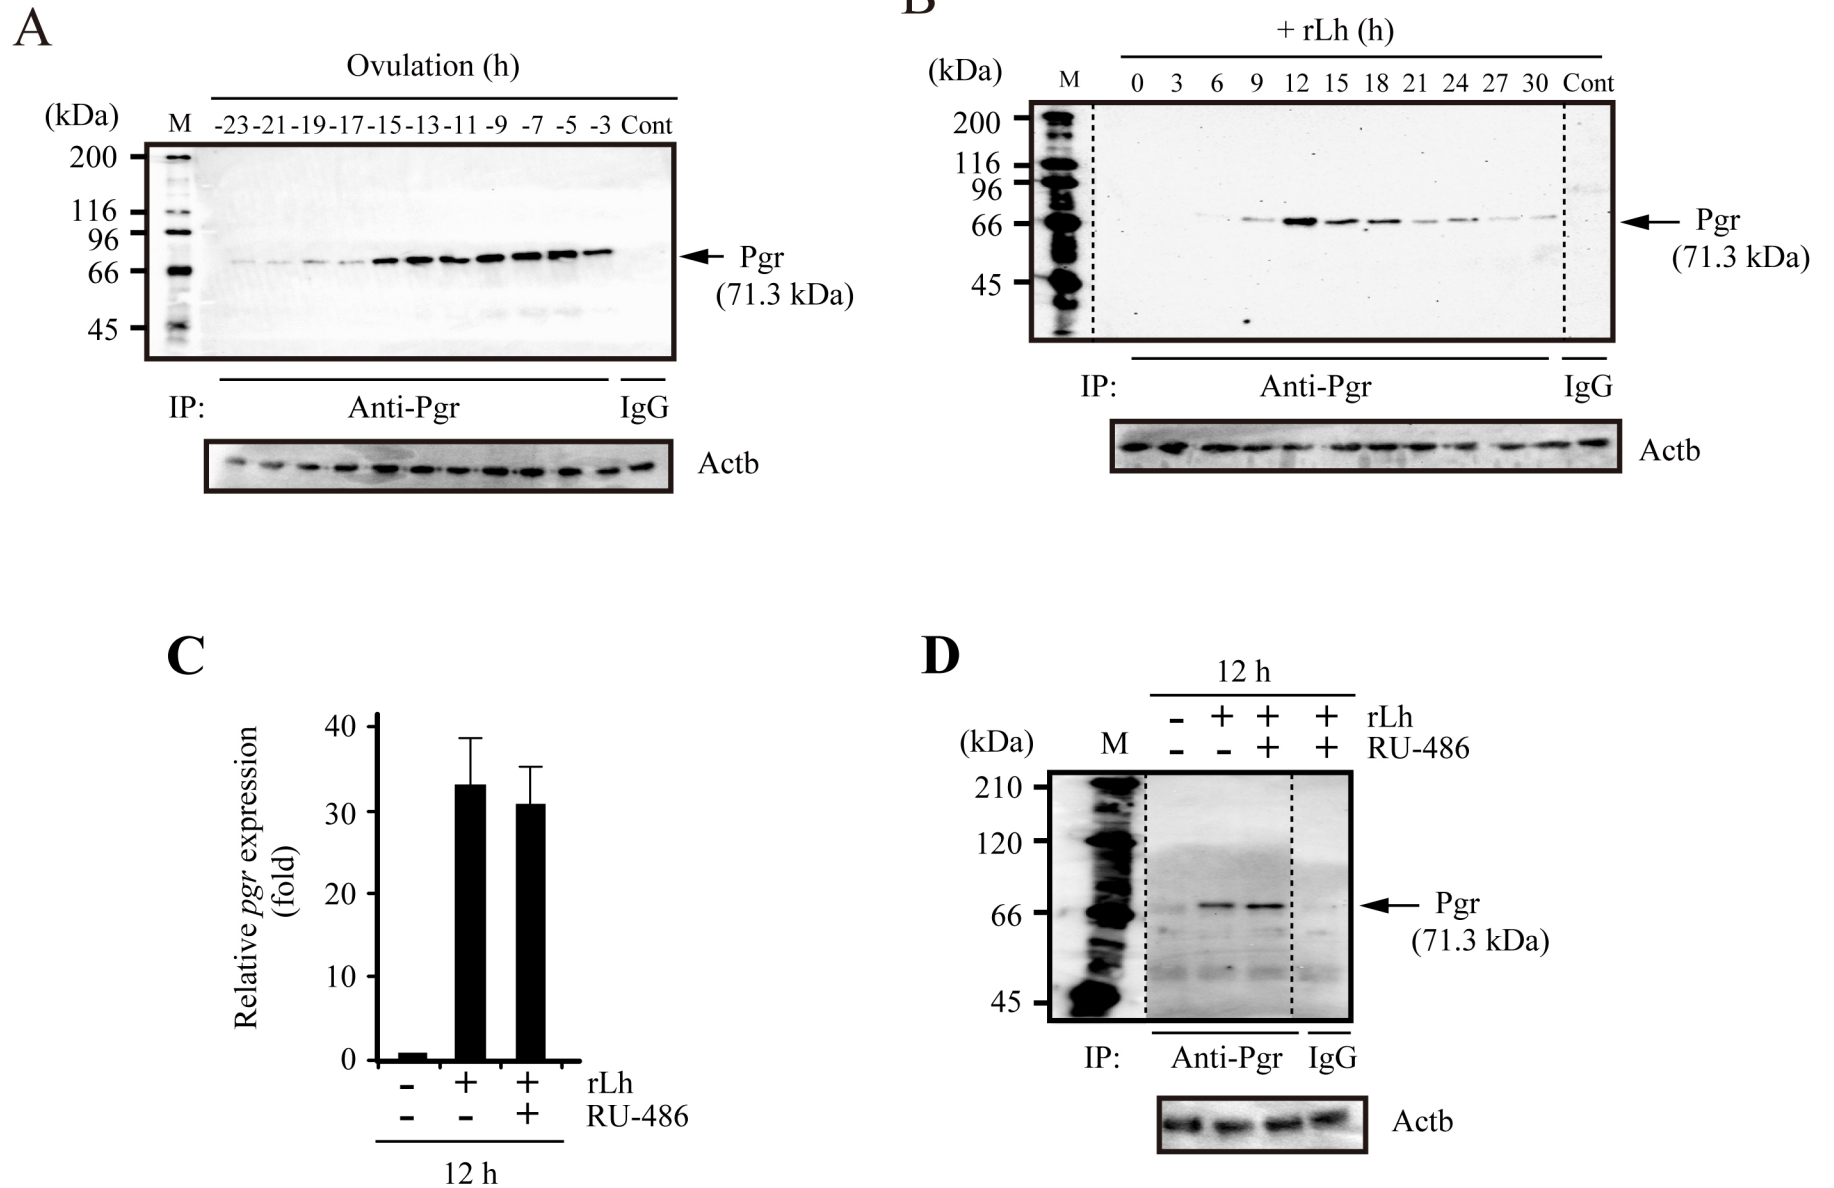 A
Ovulation (h)
(kDa)
M -23 -21 -19 -17 -15 -13 -11 -9 -7 -5 -3 Cont
200
116
96
66
45
Pgr
(71.3 kDa)
IP: Anti-Pgr IgG
Actb
B
+ rLh (h)
(kDa) M 0 3 6 9 12 15 18 21 24 27 30 Cont
200
116
96
66
45
Pgr
(71.3 kDa)
IP: Anti-Pgr IgG
Actb
C
Relative pgr expression
(fold)
40
30
20
10
0
- + + rLh
- - + RU-486
12 h
D
12 h
- + + + rLh
(kDa) M - - + + RU-486
210
120
66
45
Pgr
(71.3 kDa)
IP: Anti-Pgr IgG
Actb